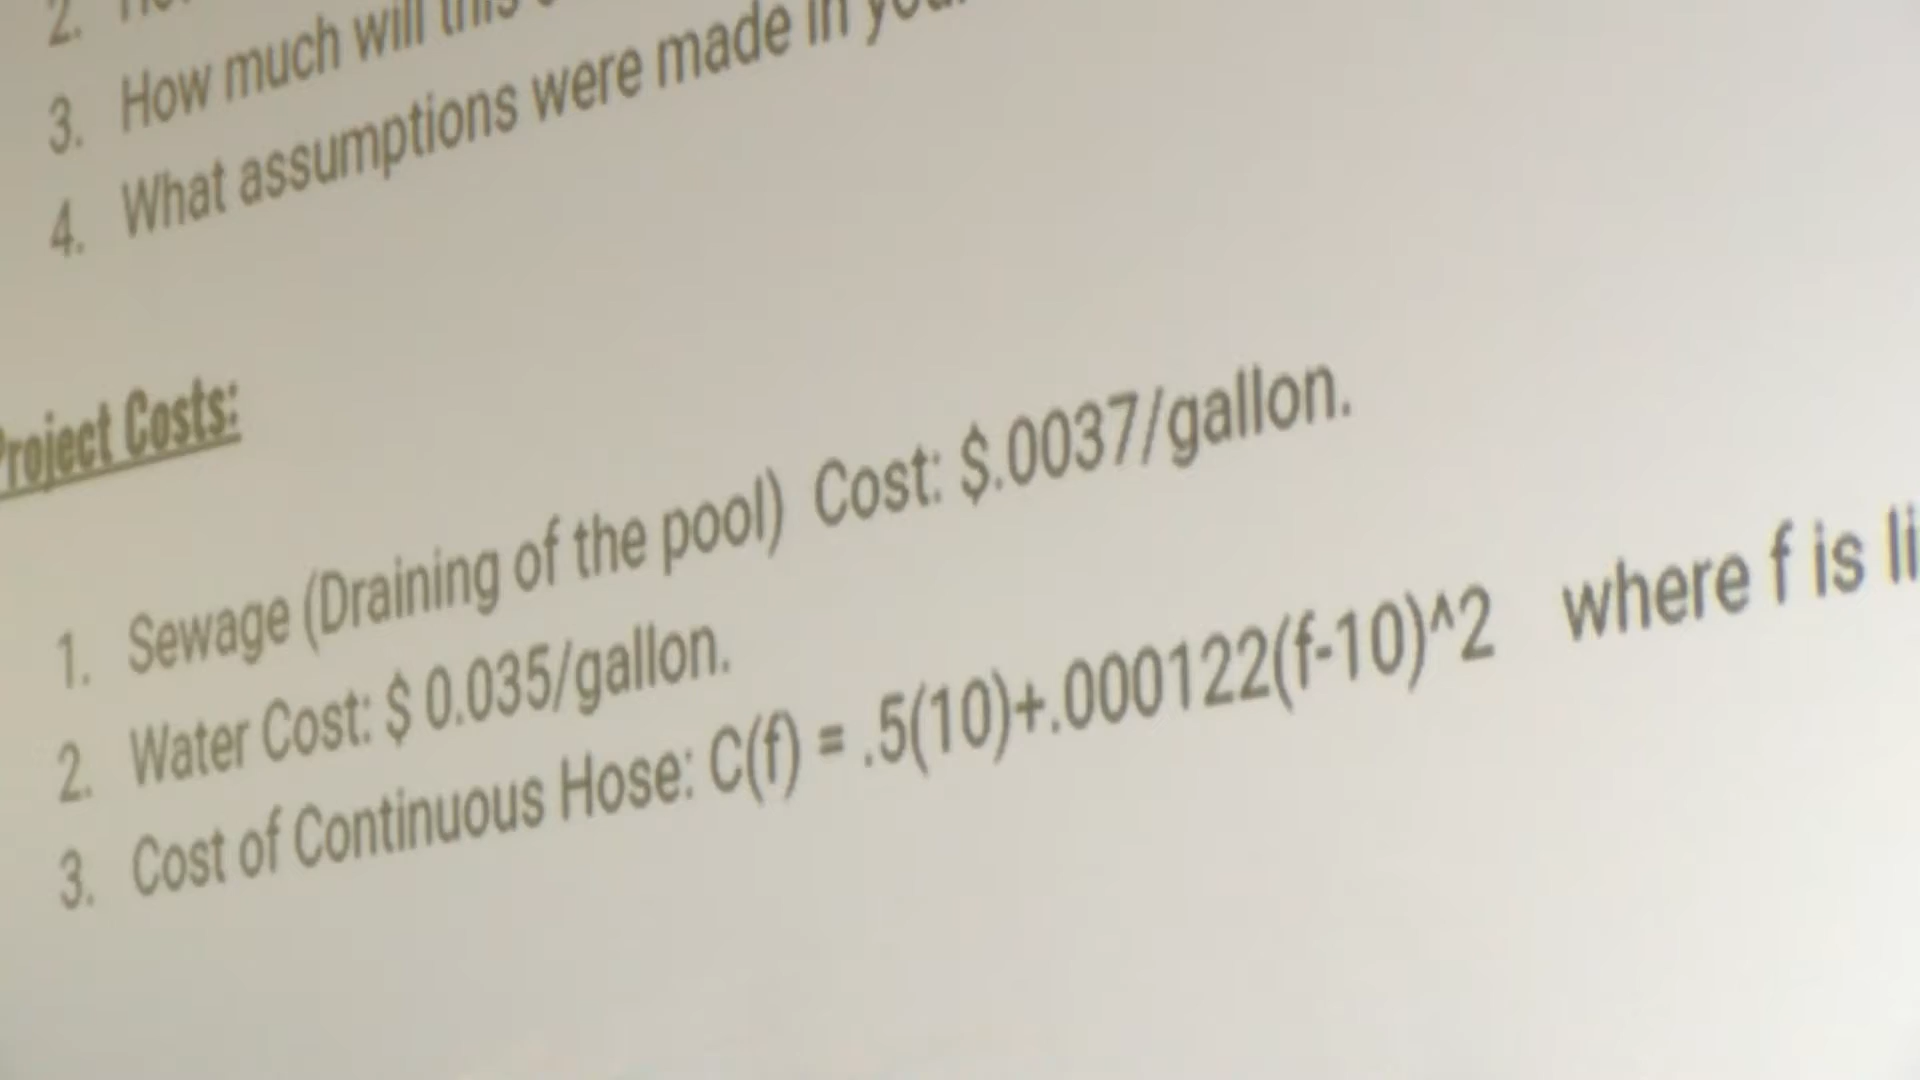 2.
3. How much will this
4. What assumptions were made in
Project Costs:
1. Sewage (Draining of the pool) Cost: $.0037/gallon.
2. Water Cost: $ 0.035/gallon.
3. Cost of Continuous Hose: C(f) = .5(10)+.000122(f-10)^2 where f is